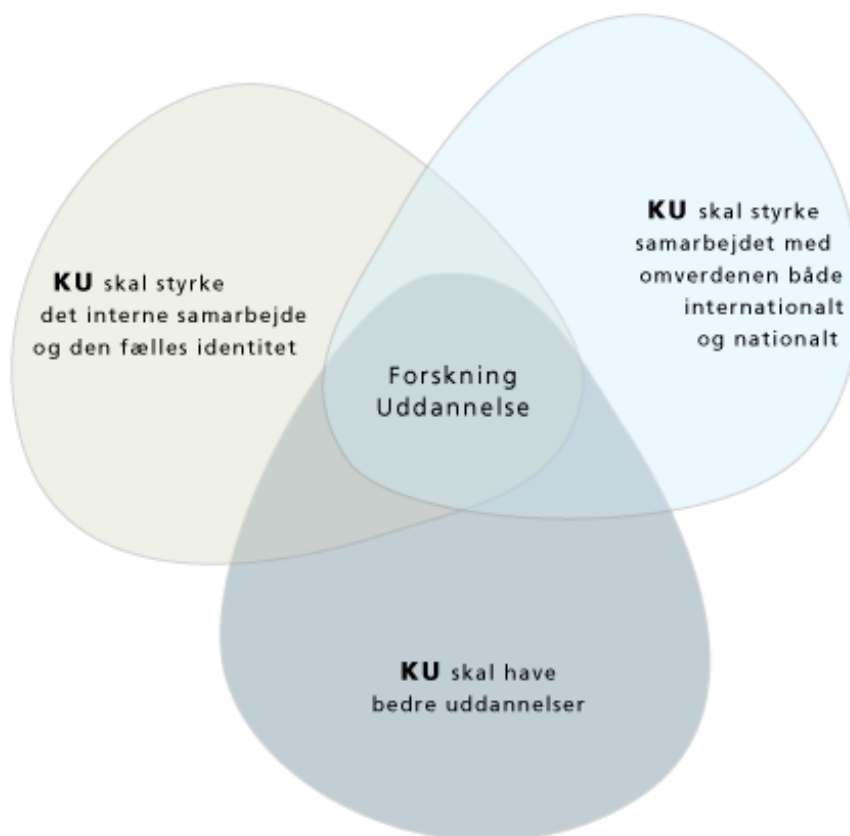 KU skal styrke
det interne samarbejde
og den fælles identitet
KU skal styrke
samarbejdet med
omverdenen både
internationalt
og nationalt
Forskning
Uddannelse
KU skal have
bedre uddannelser